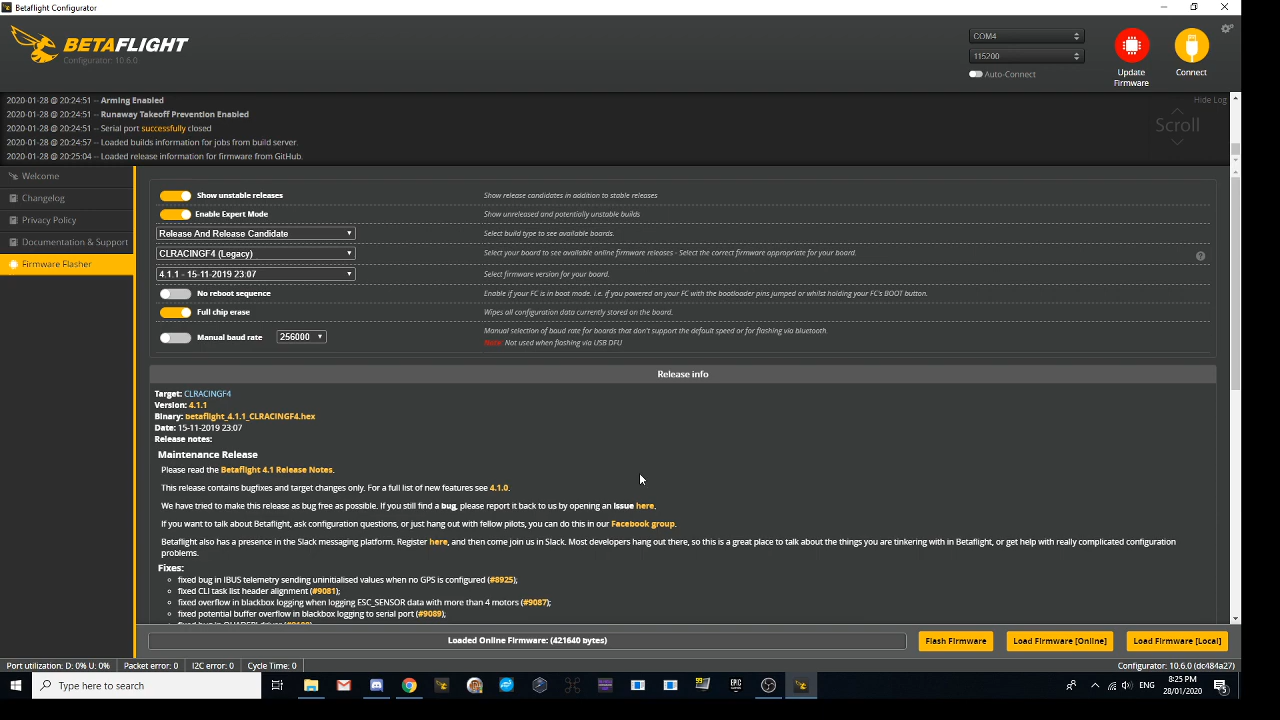 Betaflight Configurator
BETAFLIGHT
Configurator: 10.6.0
COM4
115200
Auto-Connect
Update
Firmware
Connect
2020-01-28 @ 20:24:51 -- Arming Enabled
2020-01-28 @ 20:24:51 -- Runaway Takeoff Prevention Enabled
2020-01-28 @ 20:24:51 -- Serial port successfully closed
2020-01-28 @ 20:24:57 -- Loaded builds information for jobs from build server.
2020-01-28 @ 20:25:04 -- Loaded release information for firmware from GitHub.
Hide Log
Scroll
Welcome
Changelog
Privacy Policy
Documentation & Support
Firmware Flasher
Show unstable releases
Show release candidates in addition to stable releases
Enable Expert Mode
Show unreleased and potentially unstable builds
Release And Release Candidate
Select build type to see available boards.
CLRACINGF4 (Legacy)
Select your board to see available online firmware releases - Select the correct firmware appropriate for your board.
?
4.1.1 - 15-11-2019 23:07
Select firmware version for your board.
No reboot sequence
Enable if your FC is in boot mode. i.e. if you powered on your FC with the bootloader pins jumped or whilst holding your FC's BOOT button.
Full chip erase
Wipes all configuration data currently stored on the board.
Manual baud rate
256000
Manual selection of baud rate for boards that don't support the default speed or for flashing via bluetooth.
Note: Not used when flashing via USB DFU
Release info
Target: CLRACINGF4
Version: 4.1.1
Binary: betaflight_4.1.1_CLRACINGF4.hex
Date: 15-11-2019 23:07
Release notes:
Maintenance Release
Please read the Betaflight 4.1 Release Notes.
This release contains bugfixes and target changes only. For a full list of new features see 4.1.0.
We have tried to make this release as bug free as possible. If you still find a bug, please report it back to us by opening an Issue here.
If you want to talk about Betaflight, ask configuration questions, or just hang out with fellow pilots, you can do this in our Facebook group.
Betaflight also has a presence in the Slack messaging platform. Register here, and then come join us in Slack. Most developers hang out there, so this is a great place to talk about the things you are tinkering with in Betaflight, or get help with really complicated configuration
problems.
Fixes:
fixed bug in IBUS telemetry sending uninitialised values when no GPS is configured (#8925);
fixed CLI task list header alignment (#9081);
fixed overflow in blackbox logging when logging ESC_SENSOR data with more than 4 motors (#9087);
fixed potential buffer overflow in blackbox logging to serial port (#9089);
Loaded Online Firmware: (421640 bytes)
Flash Firmware
Load Firmware [Online]
Load Firmware [Local]
Port utilization: D: 0% U: 0%
Packet error: 0
I2C error: 0
Cycle Time: 0
Configurator: 10.6.0 (dc484a27)
Type here to search
EPIC
ENG
8:25 PM
28/01/2020